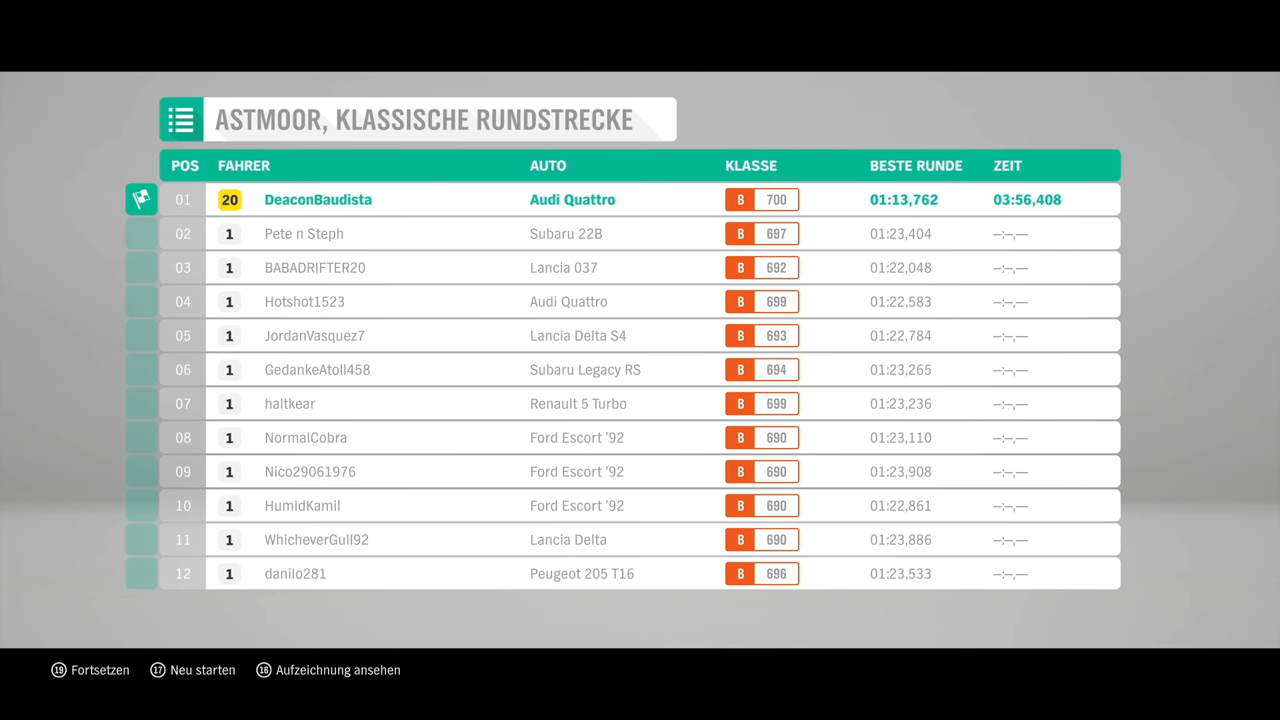 ASTMOOR, KLASSISCHE RUNDSTRECKE
POS FAHRER AUTO KLASSE BESTE RUNDE ZEIT
01 20 DeaconBaudista Audi Quattro B 700 01:13,762 03:56,408
02 1 Pete n Steph Subaru 22B B 697 01:23,404 --:--,---
03 1 BABADRIFTER20 Lancia 037 B 692 01:22,048 --:--,---
04 1 Hotshot1523 Audi Quattro B 699 01:22,583 --:--,---
05 1 JordanVasquez7 Lancia Delta S4 B 693 01:22,784 --:--,---
06 1 GedankeAtoll458 Subaru Legacy RS B 694 01:23,265 --:--,---
07 1 haltkear Renault 5 Turbo B 699 01:23,236 --:--,---
08 1 NormalCobra Ford Escort '92 B 690 01:23,110 --:--,---
09 1 Nico29061976 Ford Escort '92 B 690 01:23,908 --:--,---
10 1 HumidKamil Ford Escort '92 B 690 01:22,861 --:--,---
11 1 WhicheverGull92 Lancia Delta B 690 01:23,886 --:--,---
12 1 danilo281 Peugeot 205 T16 B 696 01:23,533 --:--,---
19 Fortsetzen 17 Neu starten 16 Aufzeichnung ansehen